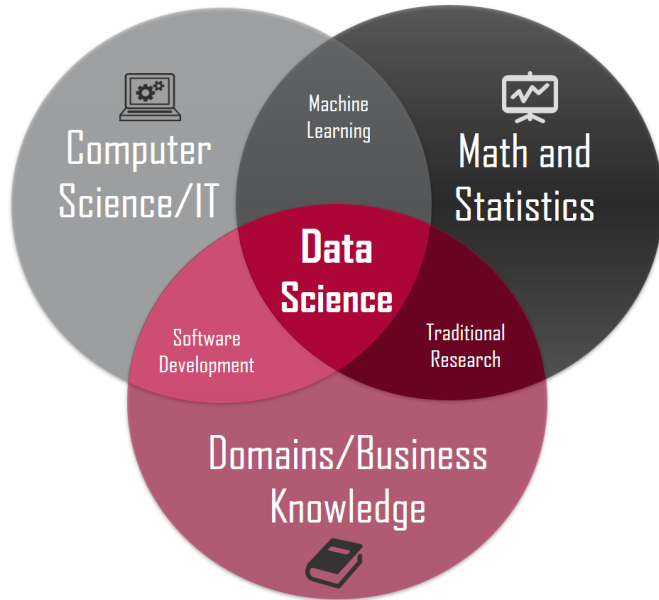 Machine
Learning
Computer
Science/IT
Math and
Statistics
Data
Science
Software
Development
Traditional
Research
Domains/Business
Knowledge